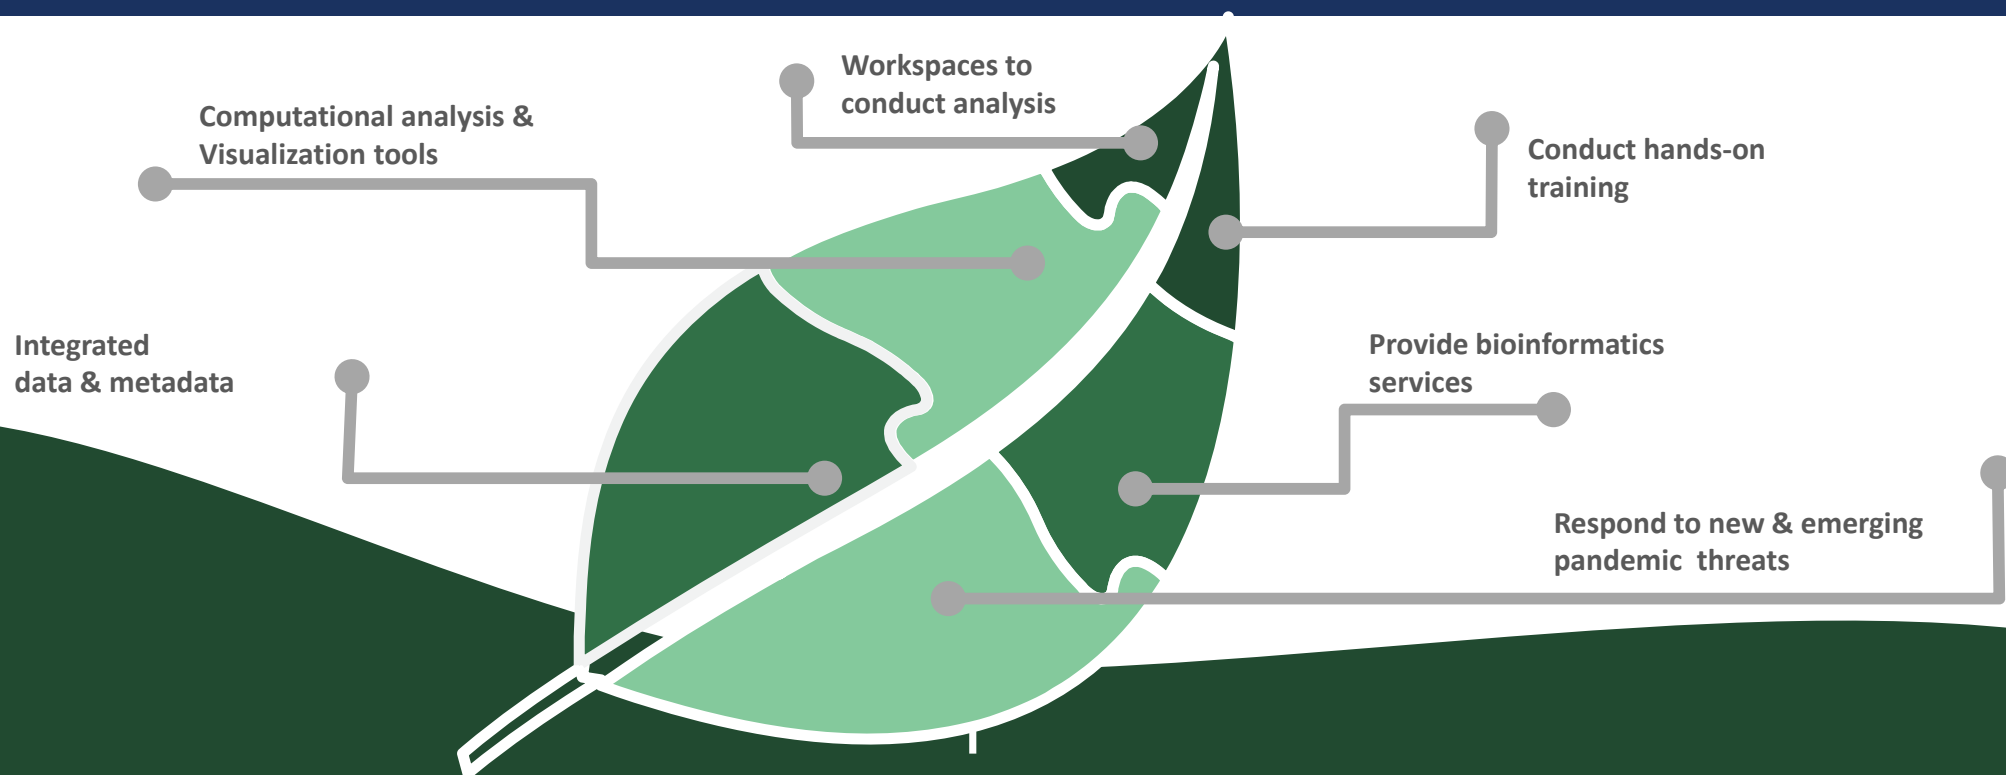 Workspaces to
conduct analysis
Computational analysis &
Visualization tools
Conduct hands-on
training
Integrated
data & metadata
Provide bioinformatics
services
Respond to new & emerging
pandemic  threats